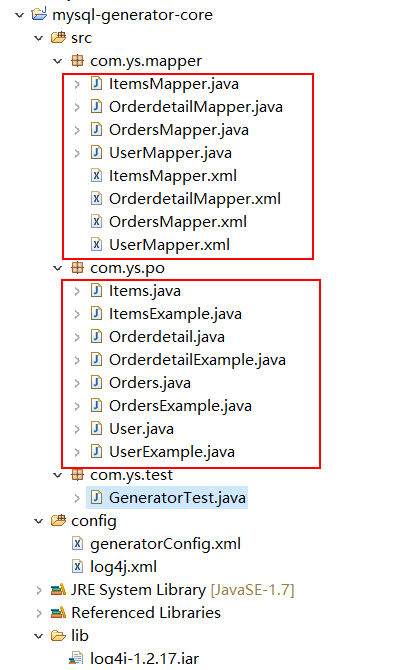 mysql-generator-core
src
com.ys.mapper
ItemsMapper.java
OrderdetailMapper.java
OrdersMapper.java
UserMapper.java
ItemsMapper.xml
OrderdetailMapper.xml
OrdersMapper.xml
UserMapper.xml
com.ys.po
Items.java
ItemsExample.java
Orderdetail.java
OrderdetailExample.java
Orders.java
OrdersExample.java
User.java
UserExample.java
com.ys.test
GeneratorTest.java
config
generatorConfig.xml
log4j.xml
JRE System Library [JavaSE-1.7]
Referenced Libraries
lib
log4j-1.2.17.jar